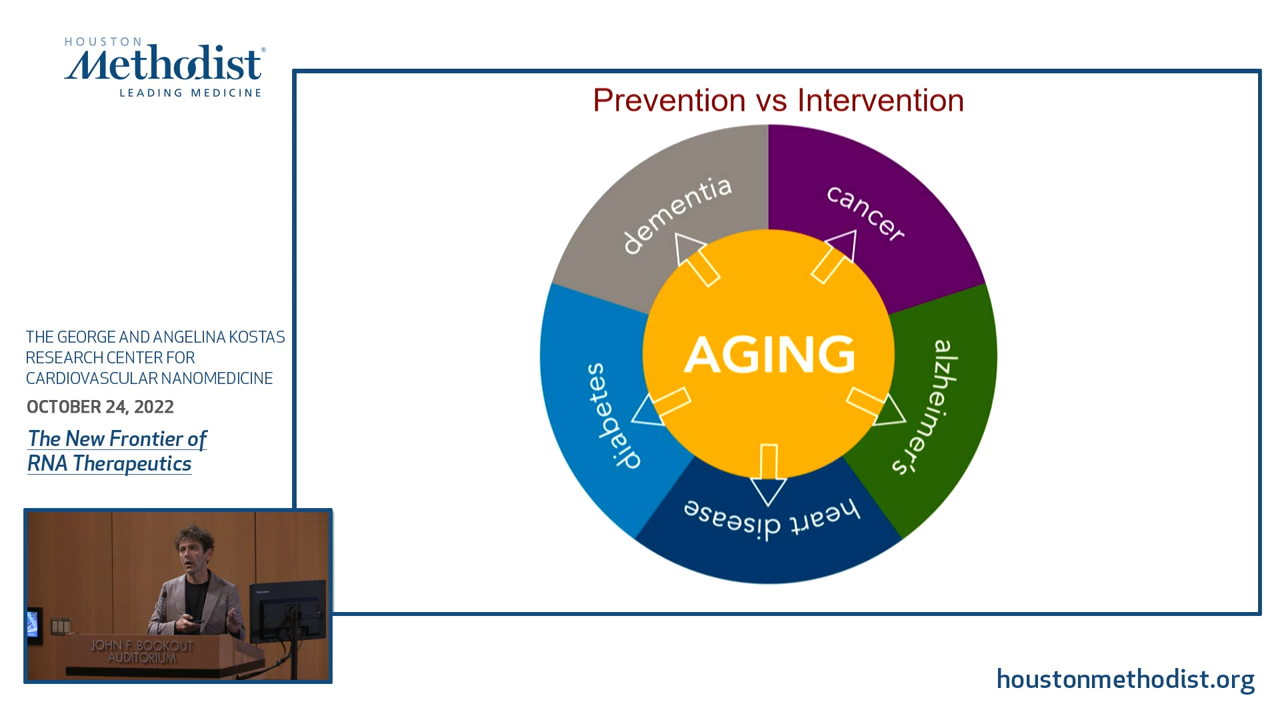 HOUSTON
Methodist®
LEADING MEDICINE
Prevention vs Intervention
dementia
cancer
AGING
alzheimer's
diabetes
heart disease
THE GEORGE AND ANGELINA KOSTAS
RESEARCH CENTER FOR
CARDIOVASCULAR NANOMEDICINE
OCTOBER 24, 2022
The New Frontier of
RNA Therapeutics
JOHN F. BOOKOUT
AUDITORIUM
houstonmethodist.org